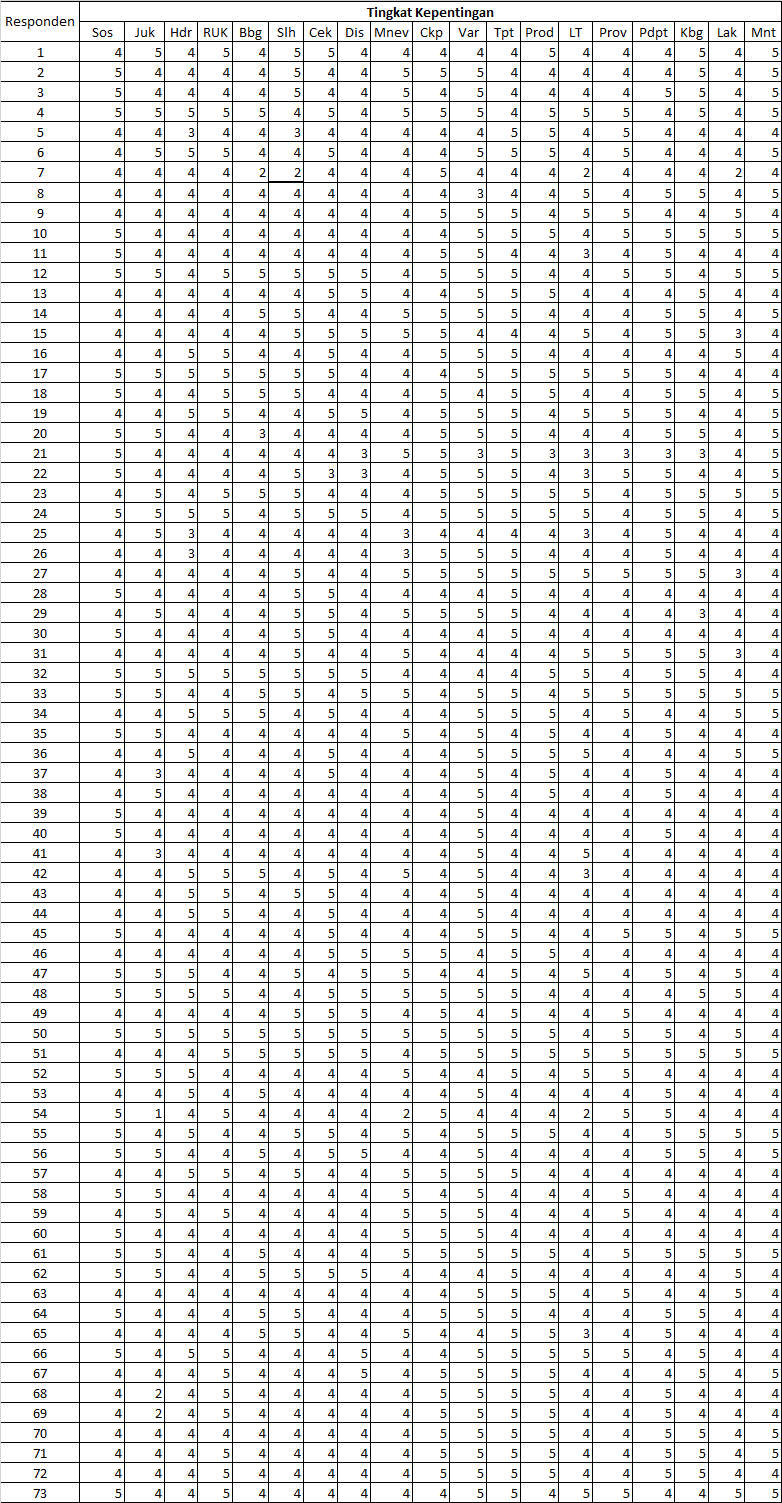 Responden Tingkat Kepentingan
Sos Juk Hdr RUK Bbg Slh Cek Dis Mnev Ckp Var Tpt Prod LT Prov Pdpt Kbg Lak Mnt
1 4 5 4 5 4 5 5 4 4 4 4 4 5 4 4 4 5 4 5
2 5 4 4 4 4 5 4 4 5 5 5 4 4 4 4 4 5 4 5
3 5 4 4 4 4 5 4 4 5 4 5 4 4 4 4 5 5 4 5
4 5 5 5 5 5 4 5 4 4 4 5 4 5 5 5 4 5 4 5
5 4 4 3 4 4 3 4 4 4 4 4 5 5 4 4 5 4 4 4
6 4 5 5 5 4 4 5 4 4 4 5 5 5 4 5 4 4 4 4
7 4 4 4 4 2 2 4 4 4 5 4 4 4 2 4 4 4 2 4
8 4 4 4 4 4 4 4 4 4 4 3 4 4 5 4 5 5 4 5
9 4 4 4 4 4 4 4 4 4 5 5 5 4 5 5 4 4 5 4
10 5 4 4 4 4 4 4 4 4 4 5 5 5 4 5 5 4 5 5
11 5 4 4 4 4 4 4 4 4 5 5 4 4 3 4 5 4 4 4
12 5 5 4 5 5 5 5 5 4 5 5 5 4 4 5 5 4 5 5
13 4 4 4 4 4 4 5 5 4 4 5 5 5 4 4 4 5 4 4
14 4 4 4 4 5 5 4 4 4 5 5 5 4 4 4 5 5 4 5
15 4 4 4 4 4 5 5 5 5 5 4 4 4 5 4 5 5 3 4
16 4 4 5 5 4 4 5 4 4 5 5 5 4 4 4 4 4 5 4
17 5 5 5 5 5 5 5 4 4 4 5 5 5 4 5 5 4 4 5
18 5 4 4 5 5 5 4 4 4 5 4 5 5 4 4 5 5 4 5
19 4 4 5 5 4 4 5 5 4 5 5 5 4 4 5 5 4 4 5
20 5 5 4 4 3 4 4 4 4 5 5 5 4 4 4 5 5 4 5
21 5 4 4 4 4 4 4 3 5 5 3 5 3 3 3 3 3 4 5
22 5 4 4 4 4 5 3 3 4 5 5 5 4 3 5 5 4 4 5
23 4 5 4 5 5 5 4 4 4 5 5 5 5 5 4 5 5 5 5
24 5 5 5 4 5 5 5 5 4 5 5 5 5 4 4 5 5 4 5
25 4 5 3 4 4 4 4 4 3 4 4 4 4 3 4 5 4 4 4
26 4 4 3 4 4 4 4 4 3 5 5 5 4 4 4 5 4 4 4
27 4 4 4 4 4 5 4 4 5 5 5 5 5 5 5 5 5 3 4
28 5 4 4 4 4 5 5 4 4 4 4 4 4 4 4 4 4 4 4
29 4 5 4 4 4 5 5 4 5 5 5 5 4 4 4 4 3 4 4
30 5 4 4 4 4 5 5 4 4 4 4 5 4 4 4 4 4 4 4
31 4 4 4 4 4 5 4 4 5 4 4 4 4 5 5 5 5 3 4
32 5 5 5 5 5 5 5 5 4 4 4 4 5 5 4 5 5 4 4
33 5 5 4 4 5 5 4 5 5 4 5 5 4 5 5 5 5 5 5
34 4 4 5 5 5 4 5 4 4 5 5 5 4 5 4 4 5 5
35 5 5 4 4 4 4 4 4 5 4 5 4 4 4 4 5 4 4 4
36 4 4 5 4 4 4 5 4 4 4 5 5 5 5 4 4 4 5 5
37 4 3 4 4 4 4 5 4 4 4 5 4 5 4 4 5 4 4 4
38 4 5 4 4 4 4 4 4 4 4 5 4 5 4 4 5 4 4 4
39 5 4 4 4 4 4 4 4 4 4 5 4 4 4 4 4 4 4 4
40 5 4 4 4 4 4 4 4 4 4 5 4 4 4 4 5 4 4 4
41 4 3 4 4 4 4 4 4 4 4 5 4 4 5 4 4 4 4 4
42 4 4 5 5 5 4 5 4 5 4 5 4 4 3 4 4 4 4 4
43 4 4 5 5 4 5 5 4 4 4 5 4 4 4 4 4 4 4 4
44 4 4 5 5 4 4 5 4 4 4 5 4 4 4 4 4 4 4 4
45 5 4 4 4 4 4 5 4 4 4 5 4 5 4 4 5 4 5 5
46 4 4 4 4 4 4 5 5 5 5 4 5 5 4 4 4 4 4 4
47 5 5 5 4 4 5 4 5 5 4 4 5 4 5 4 5 4 5 4
48 5 5 5 5 4 4 5 5 5 5 5 5 4 4 4 4 5 5 4
49 4 4 4 4 4 5 5 5 4 4 5 4 5 4 4 5 4 4 4
50 5 5 5 5 5 5 5 5 5 5 5 5 5 4 5 5 4 5 4
51 4 4 4 5 5 5 5 5 4 5 5 4 5 5 5 5 5 5 5
52 5 5 5 4 4 4 4 4 5 4 4 5 4 5 5 4 4 4 4
53 4 4 5 4 5 4 4 4 4 4 5 4 4 4 4 5 4 4 4
54 5 1 4 5 4 4 4 4 2 5 4 4 4 2 5 5 4 4 4
55 5 4 5 4 4 5 5 4 5 4 5 5 5 4 4 5 5 5 5
56 5 5 4 4 5 4 5 5 4 4 5 5 4 4 4 5 4 4 4
57 4 4 5 5 4 5 4 4 5 5 5 5 4 4 4 4 4 4 4
58 5 5 4 4 4 4 4 4 5 4 5 4 4 4 5 4 4 4 4
59 4 5 4 5 4 4 4 4 5 4 5 5 4 4 4 5 4 4 4
60 5 4 4 4 4 4 4 4 5 5 5 4 4 4 4 4 4 4 4
61 5 5 4 4 5 4 4 4 4 4 5 5 5 4 4 5 5 5 5
62 5 5 4 4 5 5 5 5 4 4 4 5 4 4 4 4 4 5 4
63 4 4 4 4 4 4 4 4 4 4 5 5 4 4 5 4 5 4 4
64 5 4 4 4 5 5 4 4 4 5 5 5 4 4 4 5 5 4 4
65 4 4 4 4 5 5 4 4 5 4 4 5 5 3 4 5 4 4 4
66 5 4 5 5 4 4 5 4 4 5 5 5 5 5 5 4 5 4 4
67 4 4 4 5 4 4 4 5 4 5 5 5 5 4 4 4 5 4 5
68 4 2 4 5 4 4 4 4 4 5 5 5 5 4 4 5 4 4 5
69 4 2 4 5 4 4 4 4 4 5 5 5 5 4 4 5 4 4 5
70 4 4 4 4 4 4 4 4 4 5 5 5 5 4 4 5 4 4 5
71 4 4 4 5 4 4 4 4 4 5 5 5 5 4 4 5 4 4 5
72 4 4 4 5 4 4 4 4 4 5 5 5 5 4 4 5 4 4 5
73 5 4 4 5 4 4 4 4 4 5 5 5 4 5 5 4 4 5 5